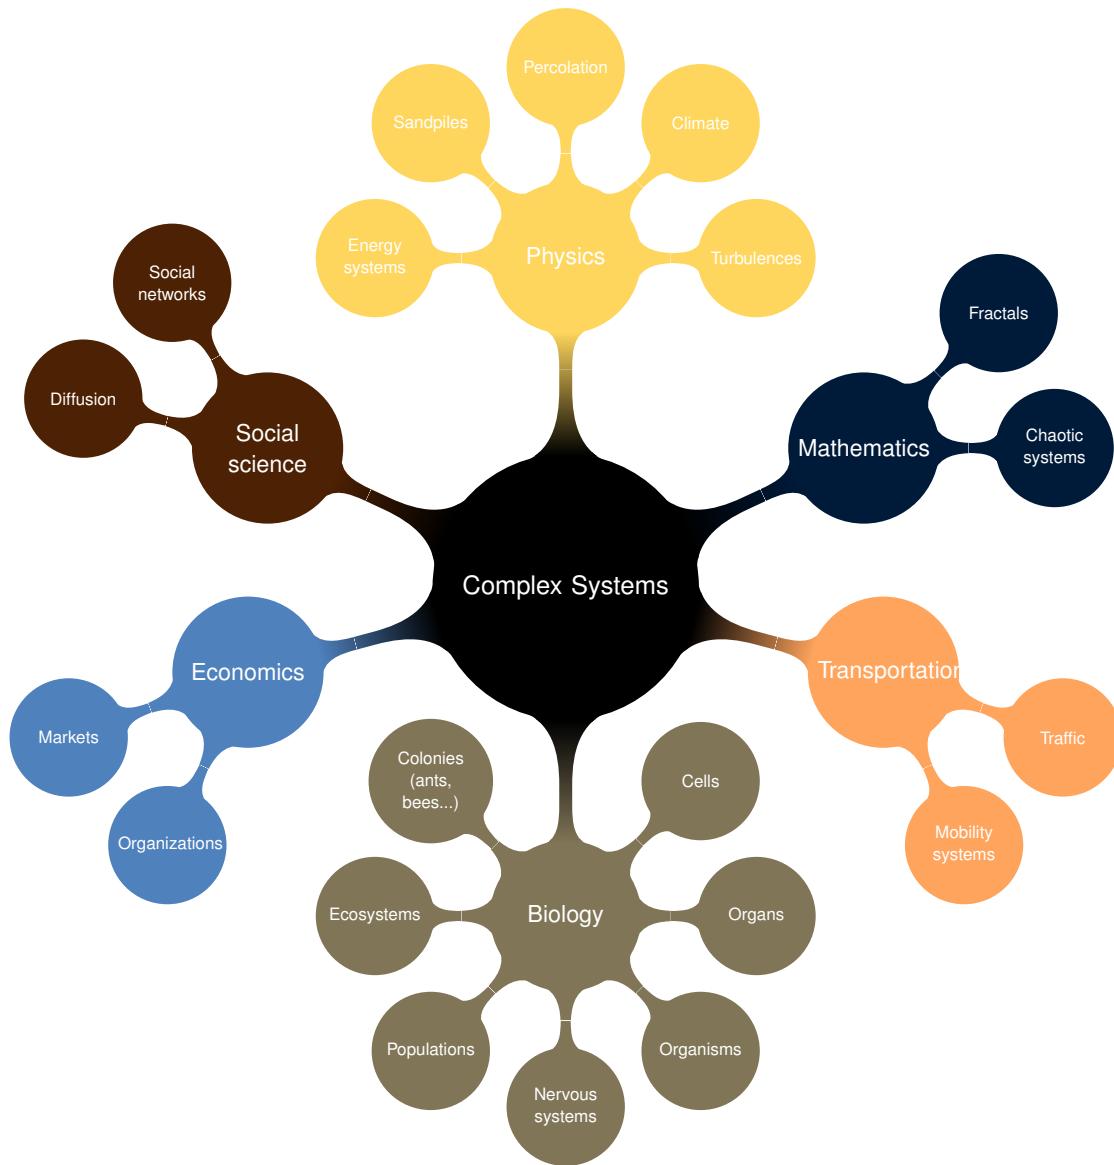 Percolation
Sandpiles
Climate
Energy
systems
Physics
Turbulences
Social
networks
Fractals
Diffusion
Social
science
Mathematics
Chaotic
systems
Complex Systems
Economics
Transportation
Markets
Traffic
Organizations
Mobility
systems
Colonies
(ants,
bees...)
Cells
Ecosystems
Biology
Organs
Populations
Organisms
Nervous
systems